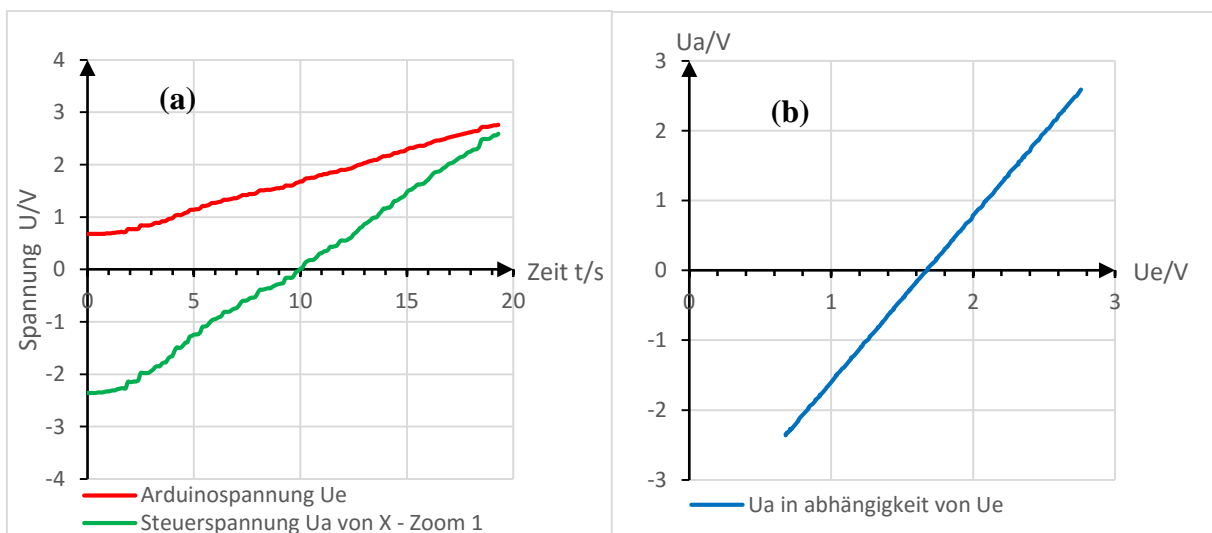 (a)
Spannung U/V
4
3
2
1
0
-1
-2
-3
-4
0 5 10 15 20
Zeit t/s
Arduinospannung Ue
Steuerspannung Ua von X - Zoom 1
Ua/V
(b)
3
2
1
0
-1
-2
-3
0 1 2 3
Ue/V
Ua in abhängigkeit von Ue